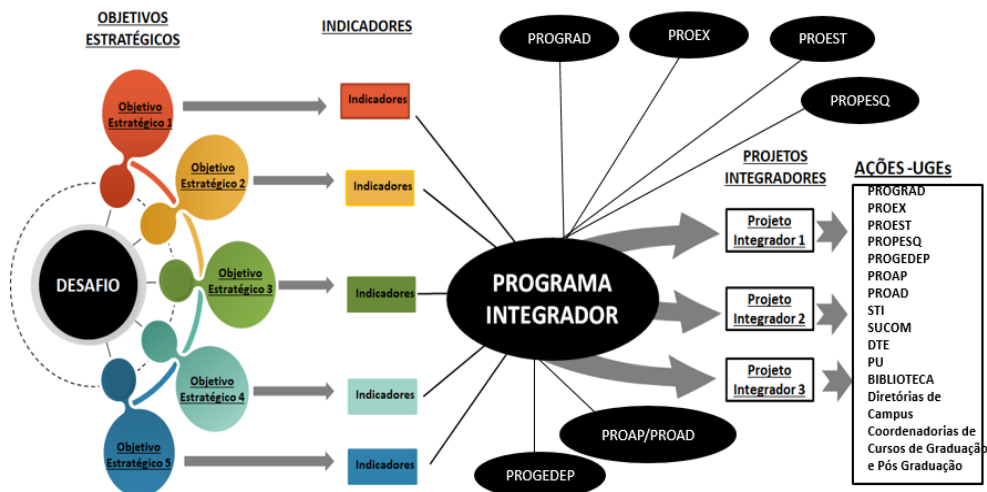 OBJETIVOS
ESTRATÉGICOS
INDICADORES
DESAFIO
Objetivo
Estratégico 1
Objetivo
Estratégico 2
Objetivo
Estratégico 3
Objetivo
Estratégico 4
Objetivo
Estratégico 5
Indicadores
Indicadores
Indicadores
Indicadores
Indicadores
PROGRAD
PROEX
PROEST
PROPESQ
PROGRAMA
INTEGRADOR
PROAP/PROAD
PROGEDEP
PROJETOS
INTEGRADORES
Projeto
Integrador 1
Projeto
Integrador 2
Projeto
Integrador 3
AÇÕES -UGEs
PROGRAD
PROEX
PROEST
PROPESQ
PROGEDEP
PROAP
PROAD
STI
SUCOM
DTE
PU
BIBLIOTECA
Diretórias de
Campus
Coordenadorias de
Cursos de Graduação
e Pós Graduação